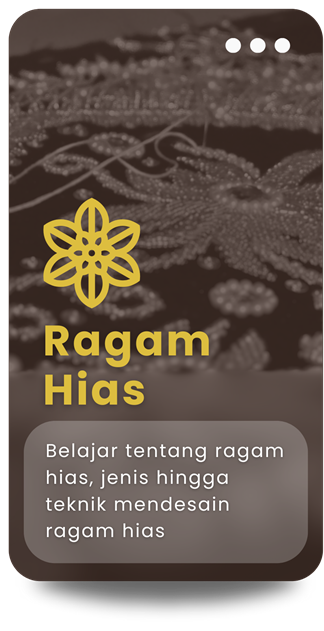 Ragam
Hias
Belajar tentang ragam
hias, jenis hingga
teknik mendesain
ragam hias